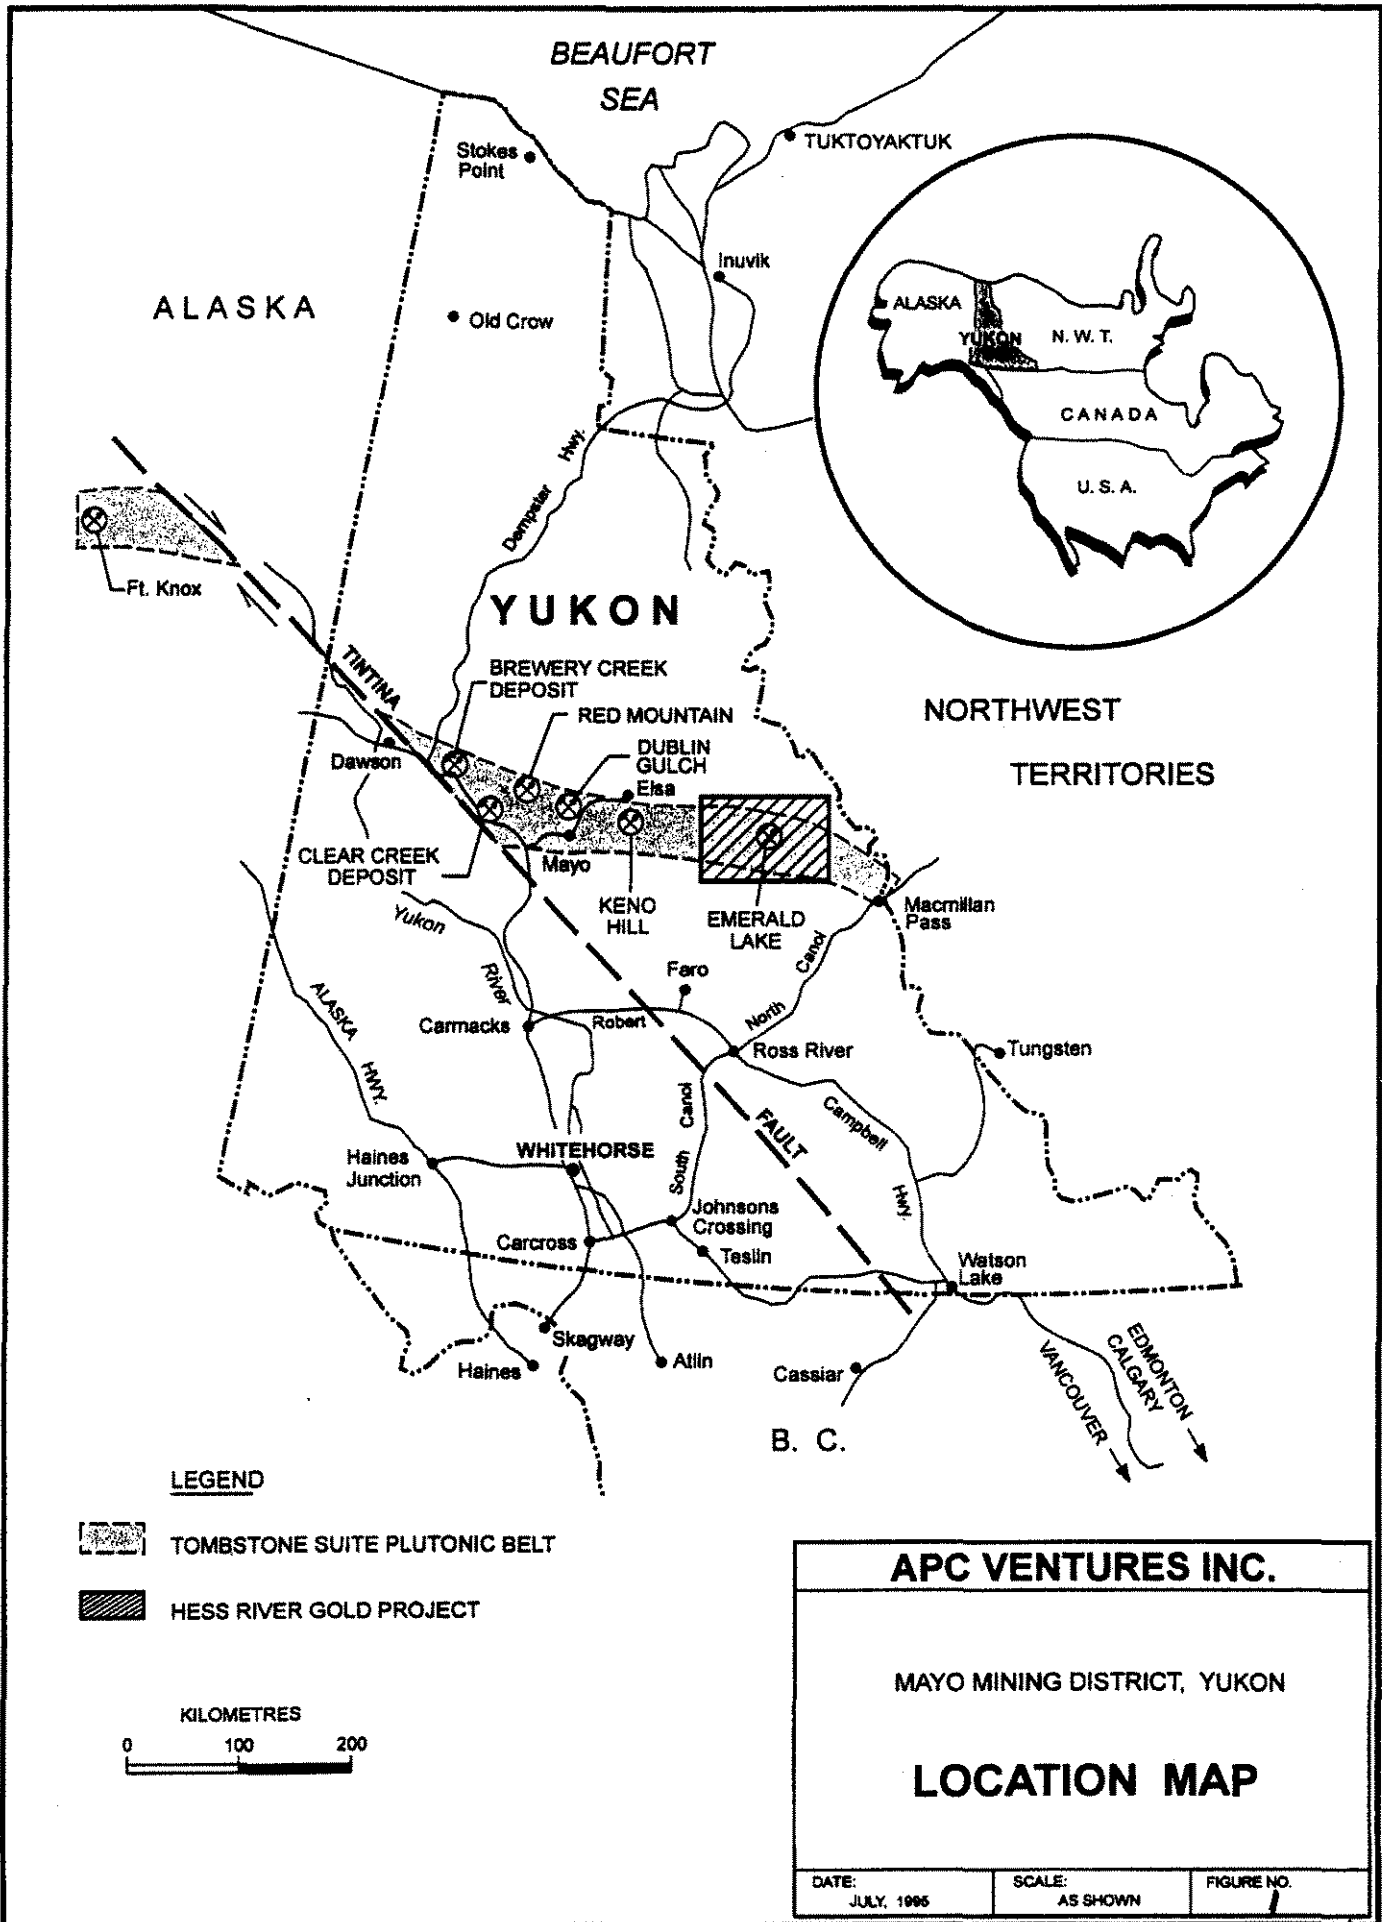 BEAUFORT
SEA
TUKTOYAKTUK
Stokes
Point
Inuvik
ALASKA
Old Crow
ALASKA
YUKON
N. W. T.
CANADA
U. S. A.
Dempster
Hwy.
Ft. Knox
YUKON
TINTINA
BREWERY CREEK
DEPOSIT
RED MOUNTAIN
DUBLIN
GULCH
Elsa
Dawson
NORTHWEST
TERRITORIES
CLEAR CREEK
DEPOSIT
Mayo
KENO
HILL
EMERALD
LAKE
Macmillan
Pass
Yukon
River
Faro
North
Canol
ALASKA
HWY.
Carmacks
Robert
Ross River
Tungsten
Campbell
Hwy.
FAULT
South
Canol
WHITEHORSE
Haines
Junction
Johnsons
Crossing
Carcross
Teslin
Watson
Lake
Skagway
Haines
Atlin
Cassiar
VANCOUVER
EDMONTON
CALGARY
B. C.
LEGEND
TOMBSTONE SUITE PLUTONIC BELT
HESS RIVER GOLD PROJECT
KILOMETRES
0 100 200
APC VENTURES INC.
MAYO MINING DISTRICT, YUKON
LOCATION MAP
DATE:
JULY, 1995
SCALE:
AS SHOWN
FIGURE NO.
1